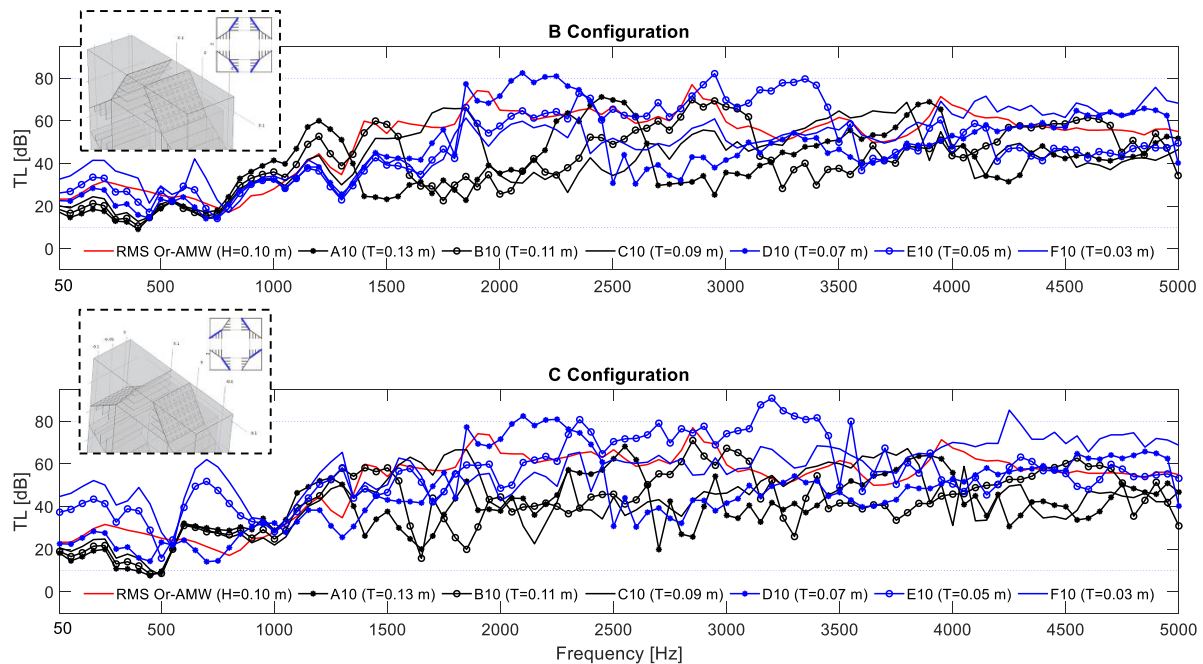 B Configuration
TL [dB]
80
60
40
20
0
RMS Or-AMW (H=0.10 m) A10 (T=0.13 m) B10 (T=0.11 m) C10 (T=0.09 m) D10 (T=0.07 m) E10 (T=0.05 m) F10 (T=0.03 m)
50 500 1000 1500 2000 2500 3000 3500 4000 4500 5000
C Configuration
TL [dB]
80
60
40
20
0
RMS Or-AMW (H=0.10 m) A10 (T=0.13 m) B10 (T=0.11 m) C10 (T=0.09 m) D10 (T=0.07 m) E10 (T=0.05 m) F10 (T=0.03 m)
50 500 1000 1500 2000 2500 3000 3500 4000 4500 5000
Frequency [Hz]